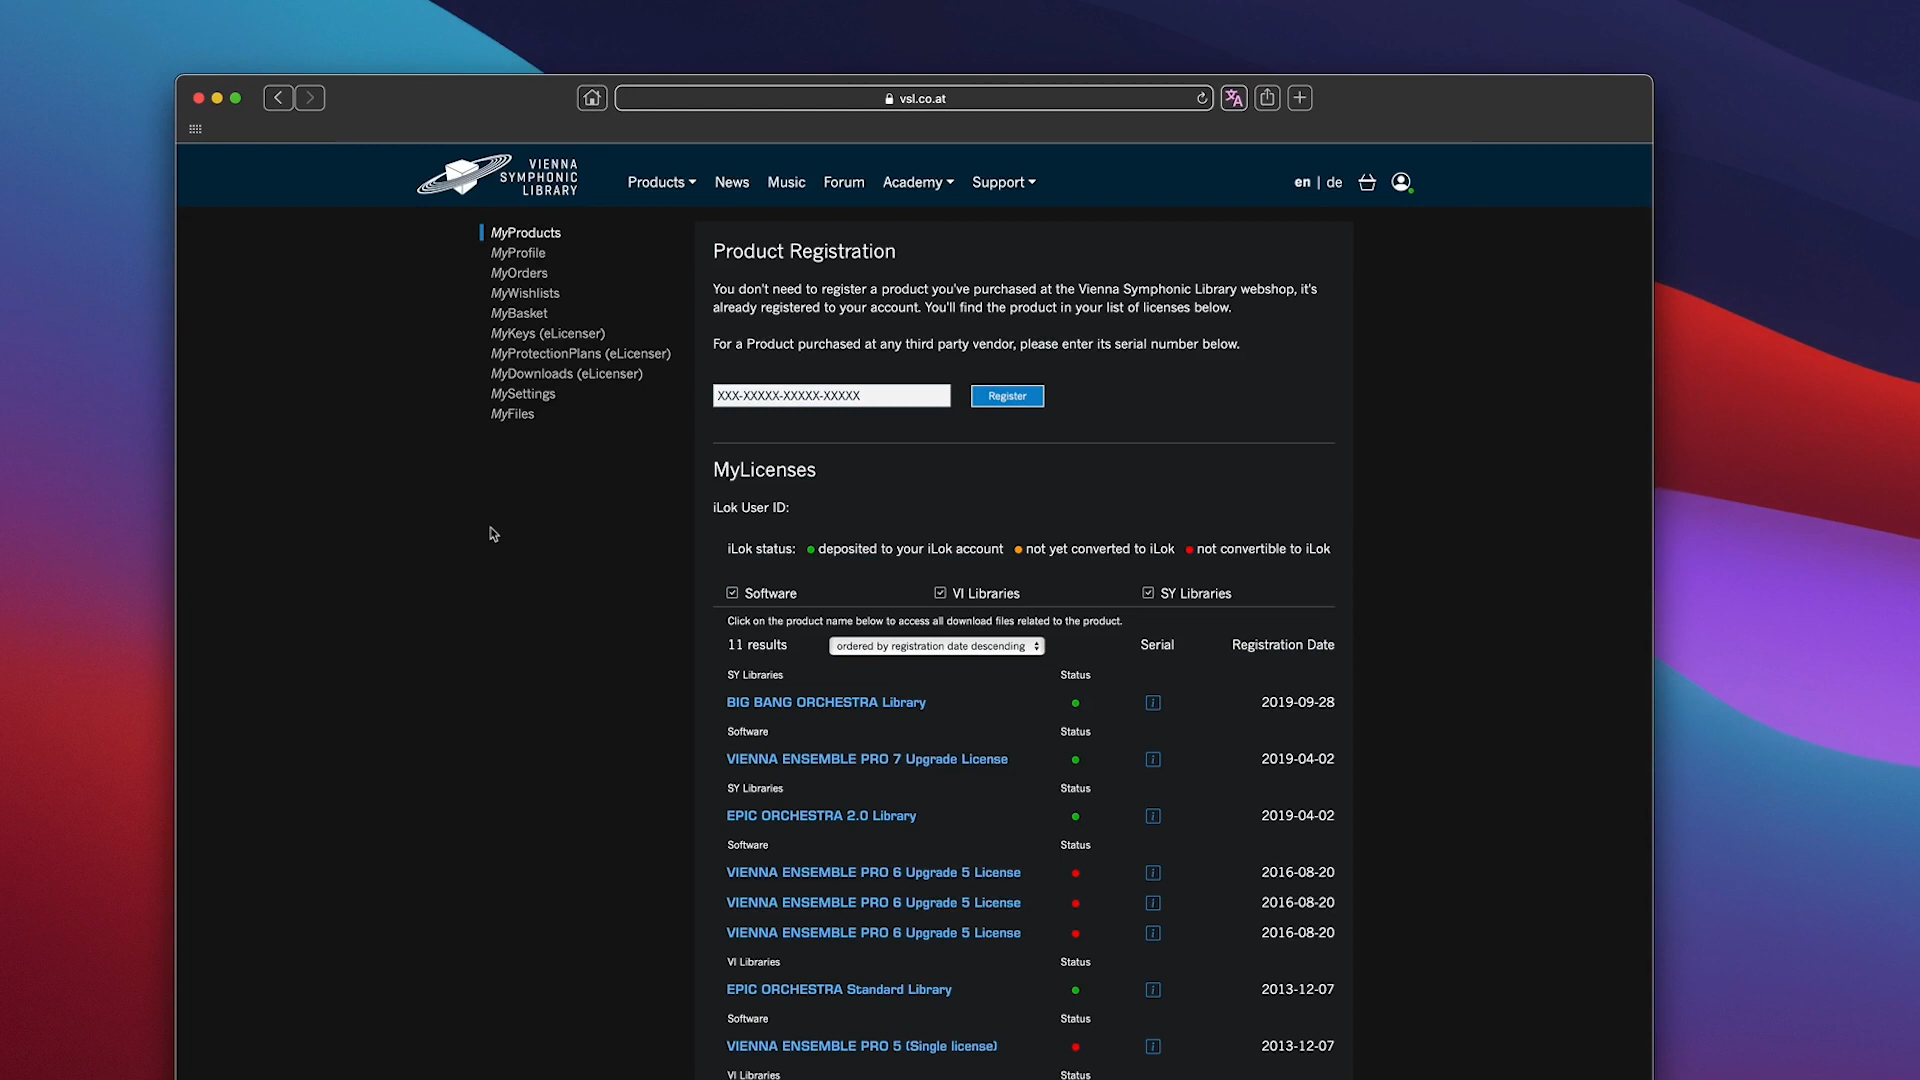 vsl.co.at
VIENNA
SYMPHONIC
LIBRARY
Products News Music Forum Academy Support
en | de
MyProducts
MyProfile
MyOrders
MyWishlists
MyBasket
MyKeys (eLicenser)
MyProtectionPlans (eLicenser)
MyDownloads (eLicenser)
MySettings
MyFiles
Product Registration
You don't need to register a product you've purchased at the Vienna Symphonic Library webshop, it's
already registered to your account. You'll find the product in your list of licenses below.
For a Product purchased at any third party vendor, please enter its serial number below.
XXX-XXXXX-XXXXX-XXXXX
Register
MyLicenses
iLok User ID:
iLok status: deposited to your iLok account not yet converted to iLok not convertible to iLok
Software VI Libraries SY Libraries
Click on the product name below to access all download files related to the product.
11 results ordered by registration date descending Serial Registration Date
SY Libraries Status
BIG BANG ORCHESTRA Library i 2019-09-28
Software Status
VIENNA ENSEMBLE PRO 7 Upgrade License i 2019-04-02
SY Libraries Status
EPIC ORCHESTRA 2.0 Library i 2019-04-02
Software Status
VIENNA ENSEMBLE PRO 6 Upgrade 5 License i 2016-08-20
VIENNA ENSEMBLE PRO 6 Upgrade 5 License i 2016-08-20
VIENNA ENSEMBLE PRO 6 Upgrade 5 License i 2016-08-20
VI Libraries Status
EPIC ORCHESTRA Standard Library i 2013-12-07
Software Status
VIENNA ENSEMBLE PRO 5 (Single license) i 2013-12-07
VI Libraries Status